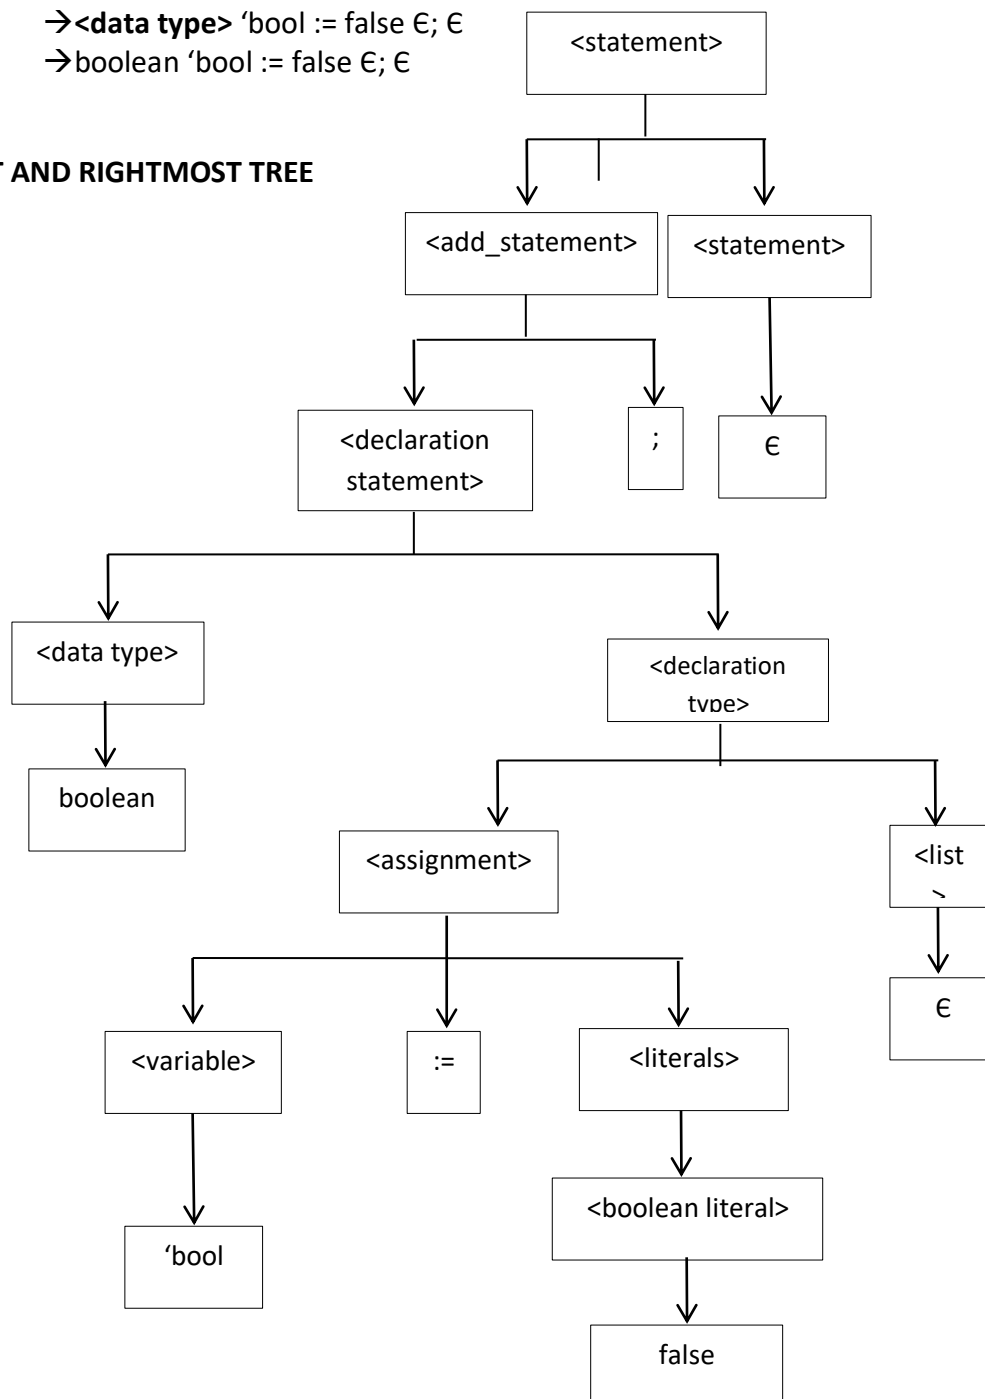 →<data type> ‘bool := false Є; Є
→boolean ‘bool := false Є; Є
<statement>
T AND RIGHTMOST TREE
<add_statement>
<statement>
<declaration
statement>
;
Є
<data type>
<declaration
type>
boolean
<assignment>
<list
>
<variable>
:=
<literals>
Є
‘bool
<boolean literal>
false